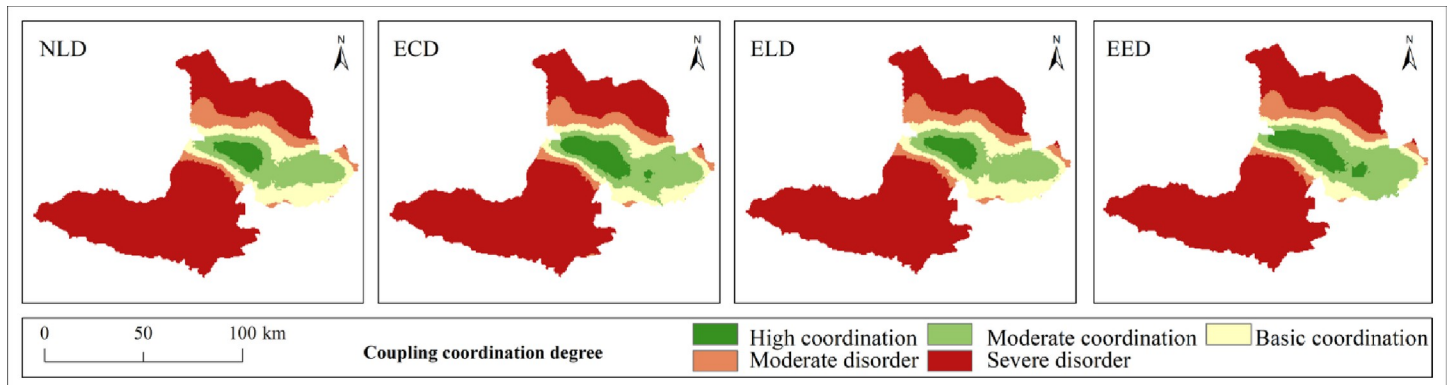 NLD
N
ECD
N
ELD
N
EED
N
0 50 100 km
Coupling coordination degree
High coordination
Moderate coordination
Basic coordination
Moderate disorder
Severe disorder